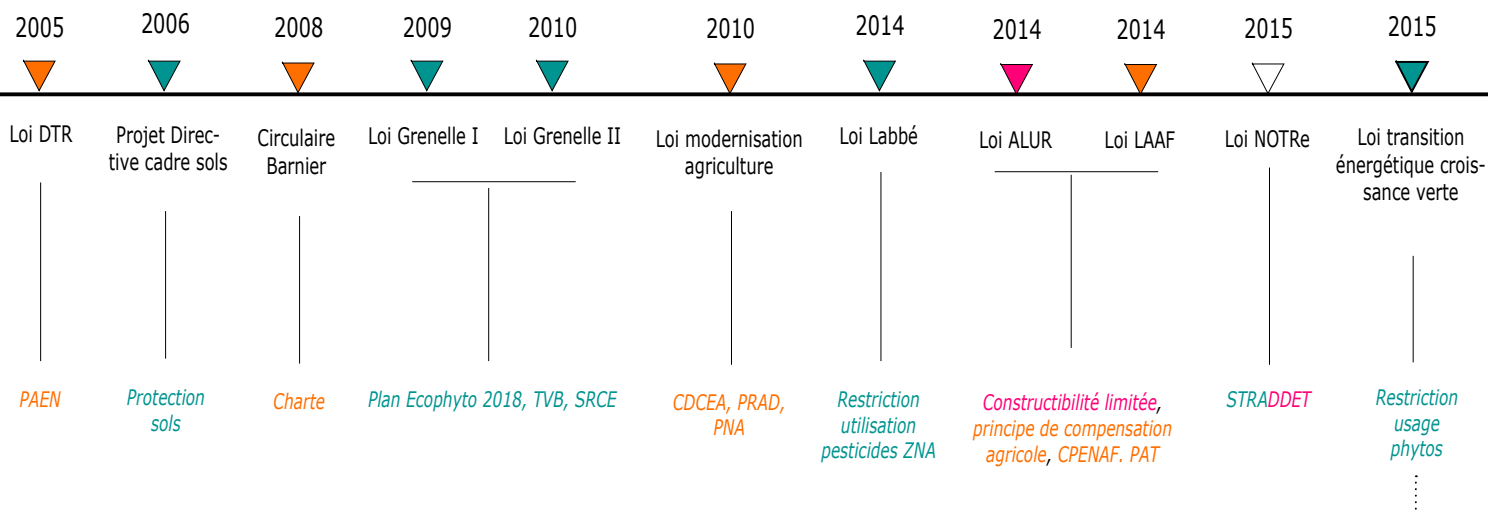 2005
2006
2008
2009
2010
2010
2014
2014
2014
2015
2015
Loi DTR
Projet Direc-
tive cadre sols
Circulaire
Barnier
Loi Grenelle I
Loi Grenelle II
Loi modernisation
agriculture
Loi Labbé
Loi ALUR
Loi LAAF
Loi NOTRe
Loi transition
énergétique crois-
sance verte
PAEN
Protection
sols
Charte
Plan Ecophyto 2018, TVB, SRCE
CDCEA, PRAD,
PNA
Restriction
utilisation
pesticides ZNA
Constructibilité limitée,
principe de compensation
agricole, CPENAF. PAT
STRADDET
Restriction
usage
phytos